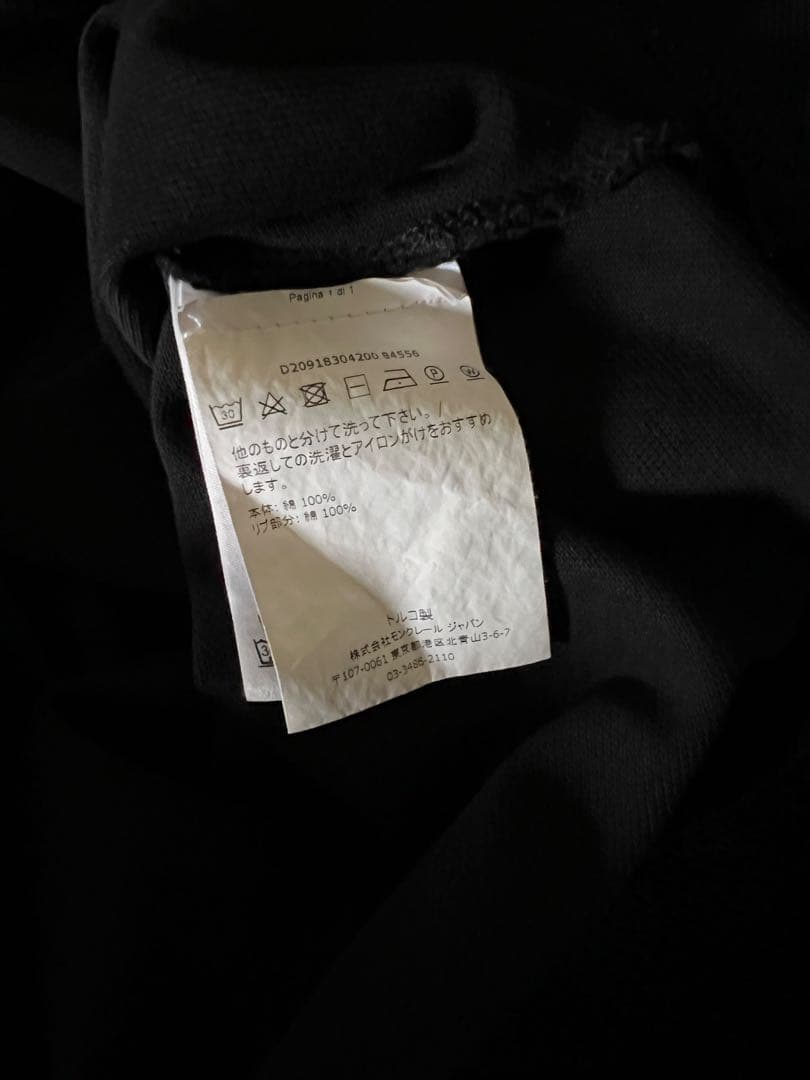 Pagina 1 di 1
D20918304200 84556
30
P
W
他のものと分けて洗って下さい。/
裏返しての洗濯とアイロンがけをおすすめ
します。
本体: 綿 100%
リブ部分: 綿 100%
トルコ製
株式会社モンクレール ジャパン
〒107-0061 東京都港区北青山3-6-7
03-3486-2110